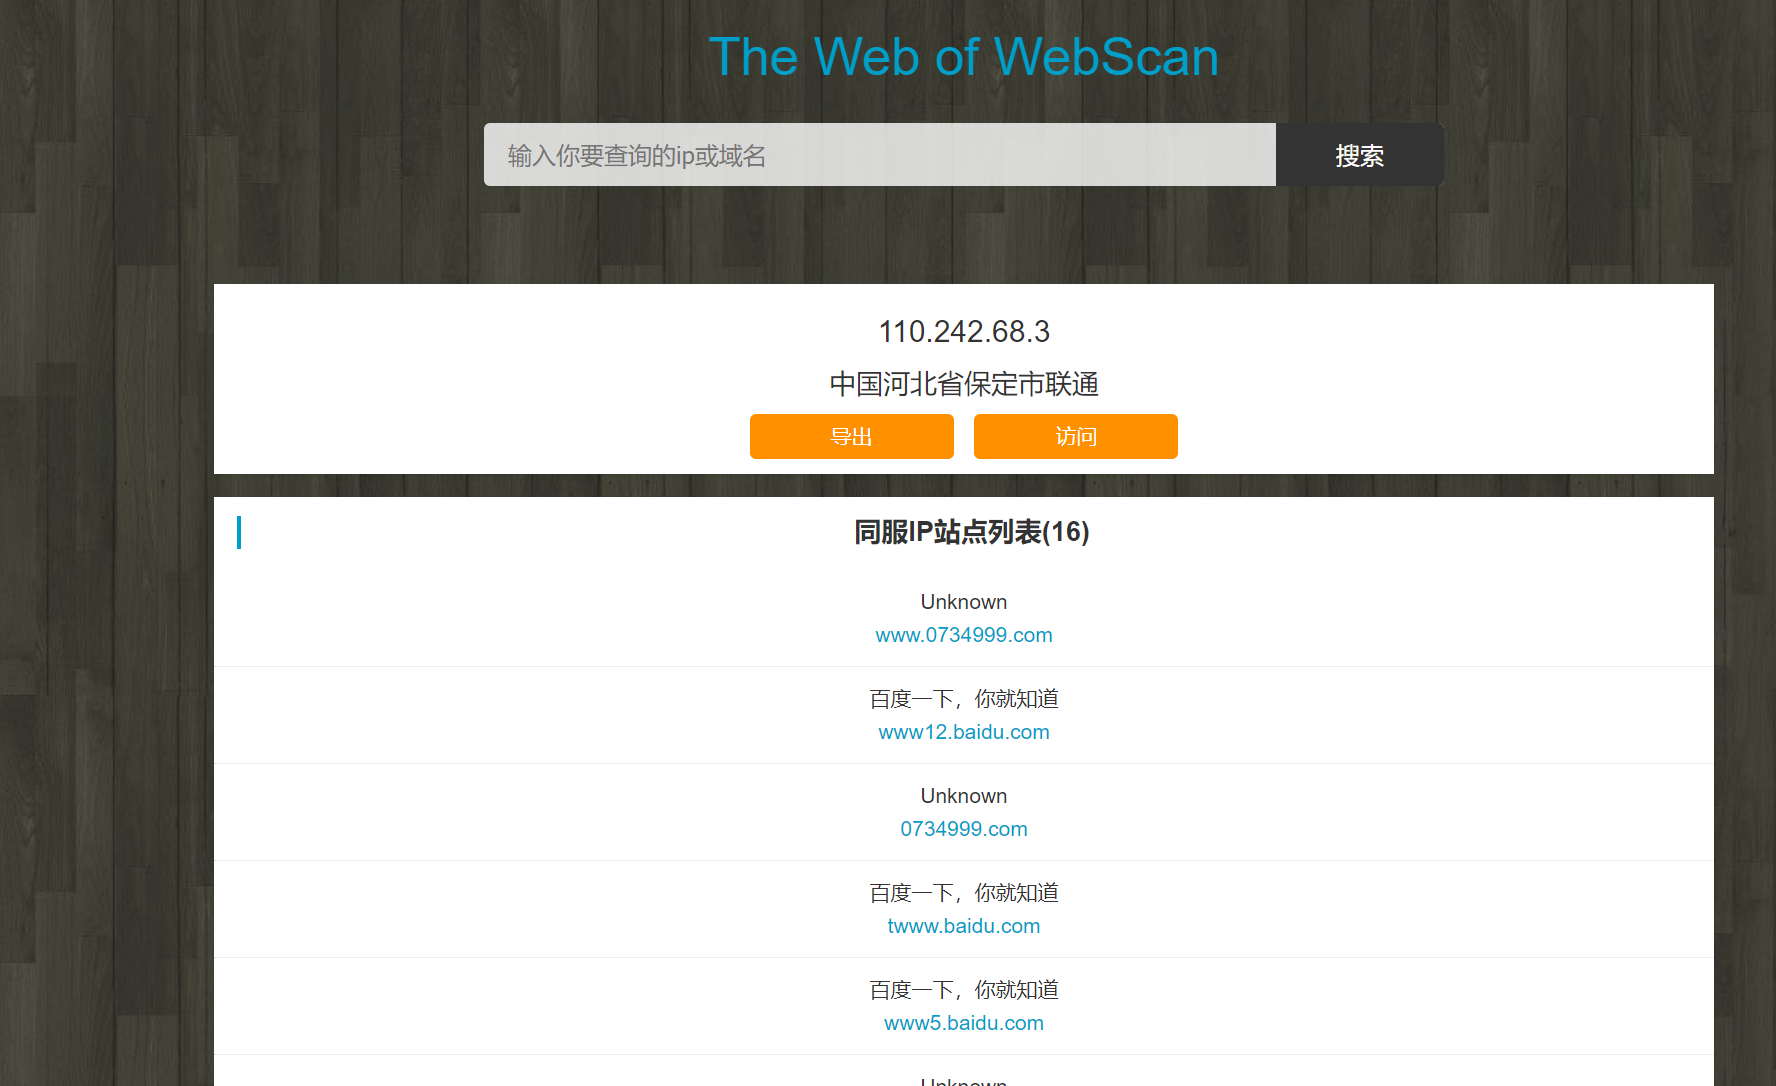 The Web of WebScan
输入你要查询的ip或域名
搜索
110.242.68.3
中国河北省保定市联通
导出
访问
同服IP站点列表(16)
Unknown
www.0734999.com
百度一下，你就知道
www12.baidu.com
Unknown
0734999.com
百度一下，你就知道
twww.baidu.com
百度一下，你就知道
www5.baidu.com
Unknown